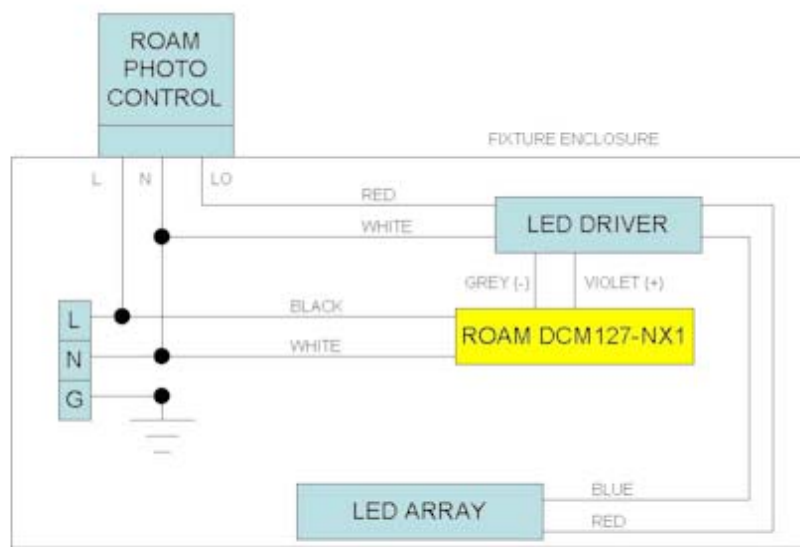 ROAM
PHOTO
CONTROL
FIXTURE ENCLOSURE
L N LO
RED
WHITE
LED DRIVER
GREY (-) VIOLET (+)
L
BLACK
ROAM DCM127-NX1
N
WHITE
G
LED ARRAY
BLUE
RED